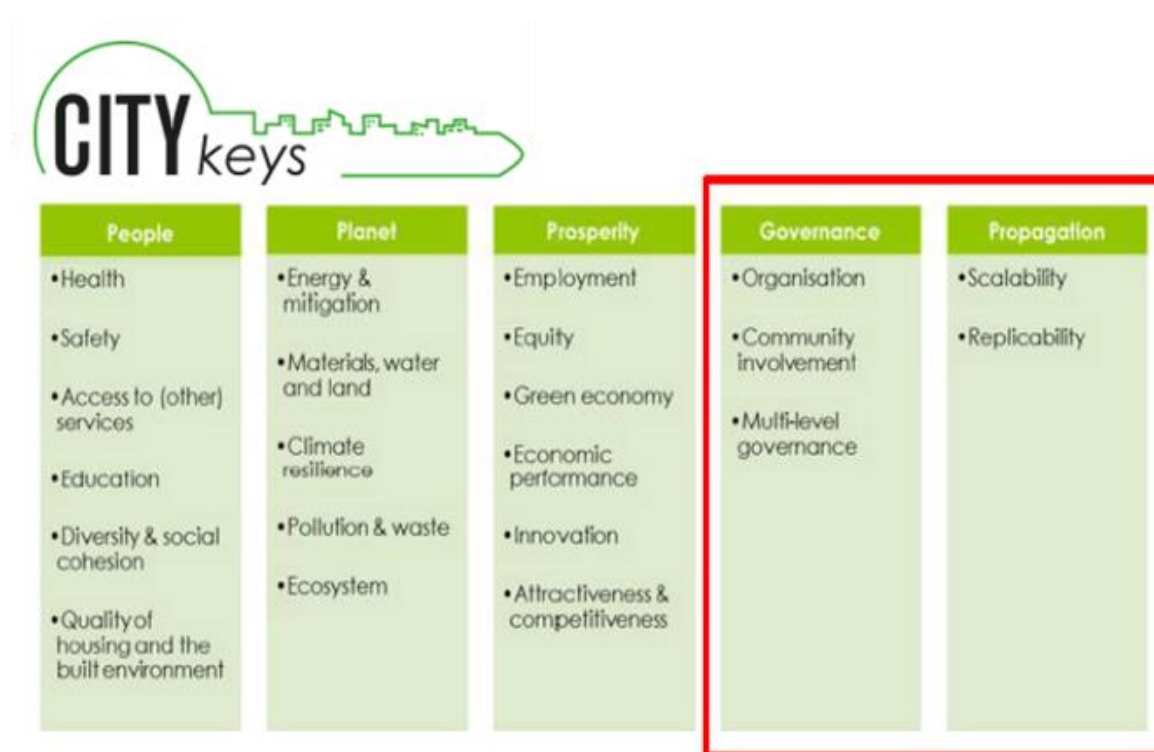 CITY keys
People
•Health
•Safety
•Access to (other)
services
•Education
•Diversity & social
cohesion
•Quality of
housing and the
built environment
Planet
•Energy &
mitigation
•Materials, water
and land
•Climate
resilience
•Pollution & waste
•Ecosystem
Prosperity
•Employment
•Equity
•Green economy
•Economic
performance
•Innovation
•Attractiveness &
competitiveness
Governance
•Organisation
•Community
involvement
•Multi-level
governance
Propagation
•Scalability
•Replicability